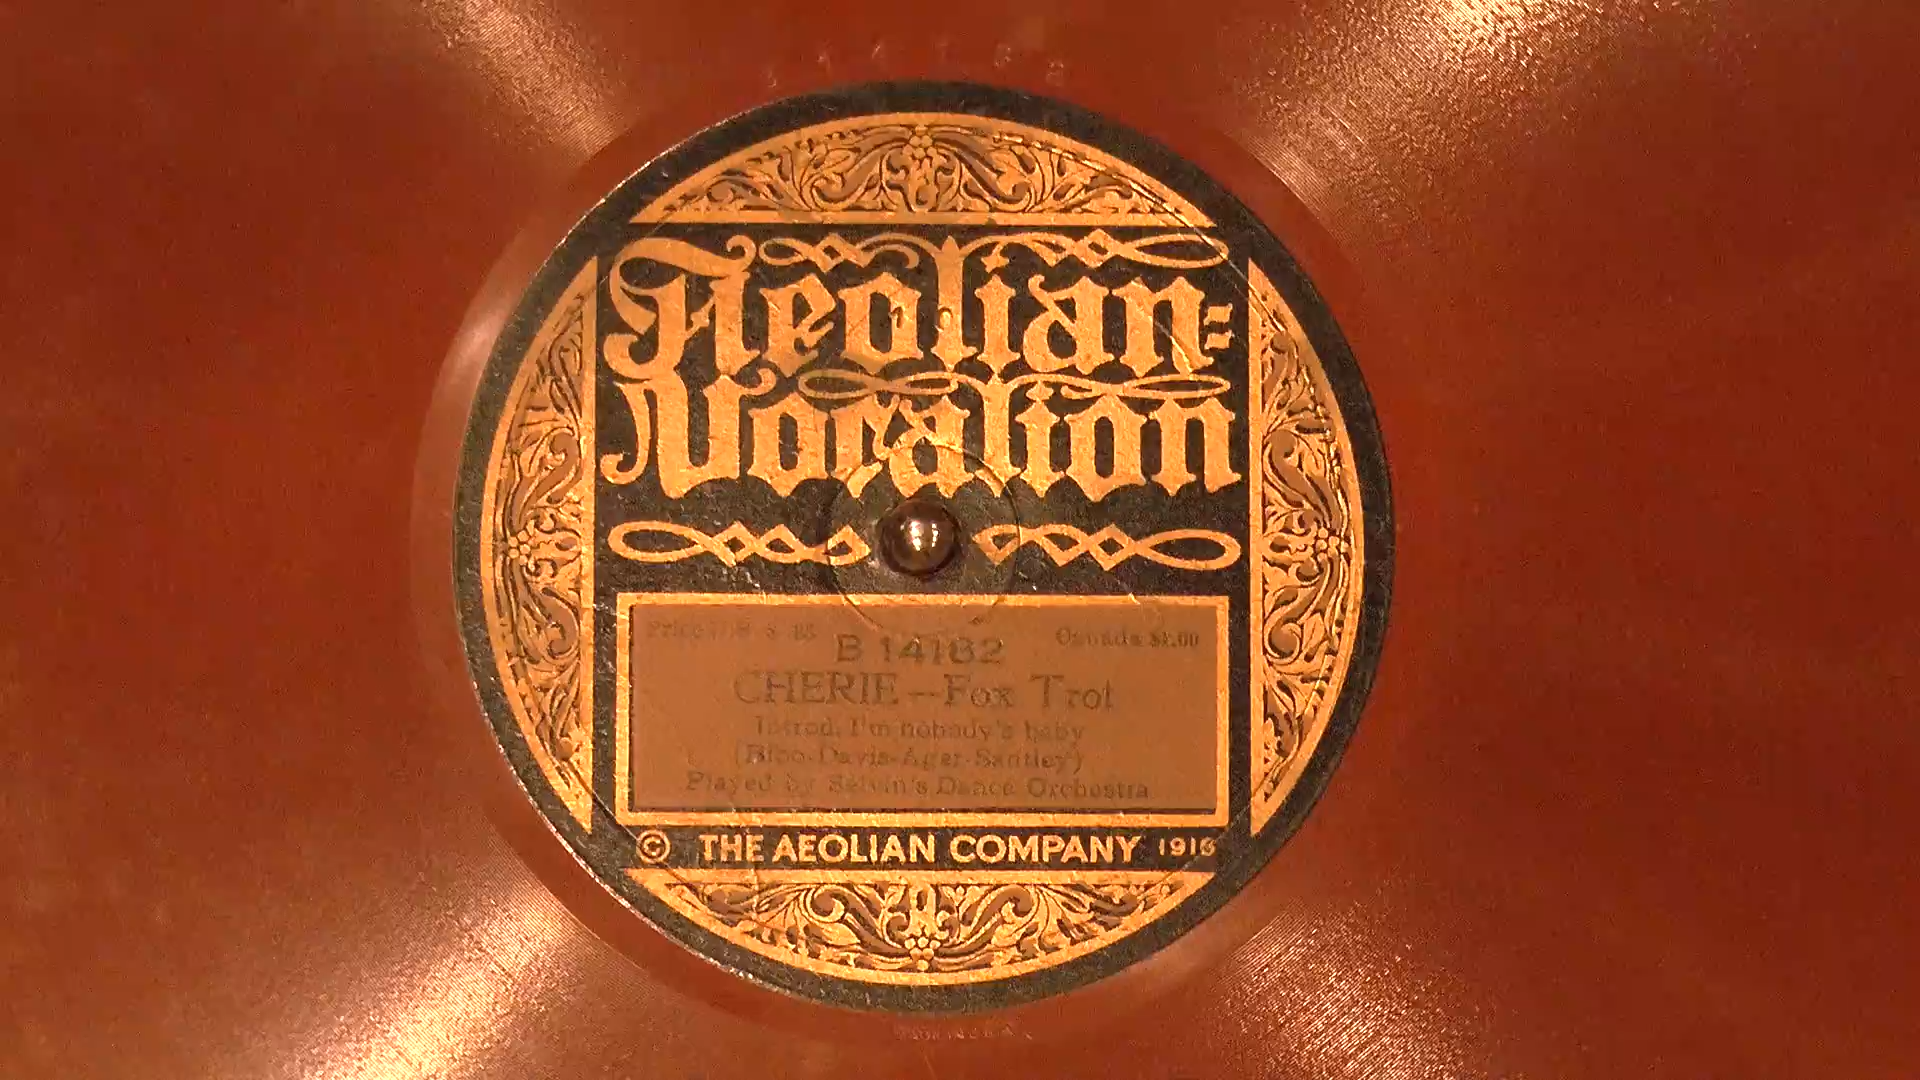 Aeolian-
Vocalion
B 14182
Canada $1.00
CHERIE—Fox Trot
Introd. I'm nobody's baby
(Bibo-Davis-Ager-Santley)
Played by Selvin's Dance Orchestra
© THE AEOLIAN COMPANY 1916